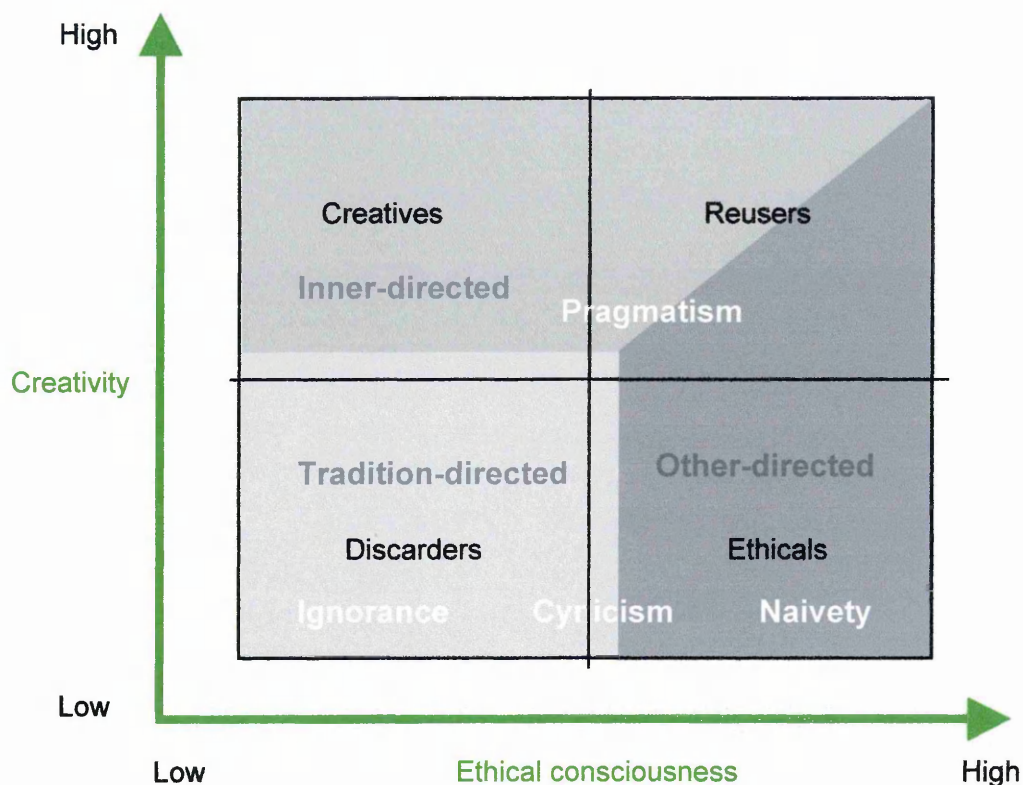 High
Creatives
Reusers
Inner-directed
Pragmatism
Creativity
Tradition-directed
Other-directed
Discarders
Ethicals
Ignorance
Cynicism
Naivety
Low
Low
Ethical consciousness
High